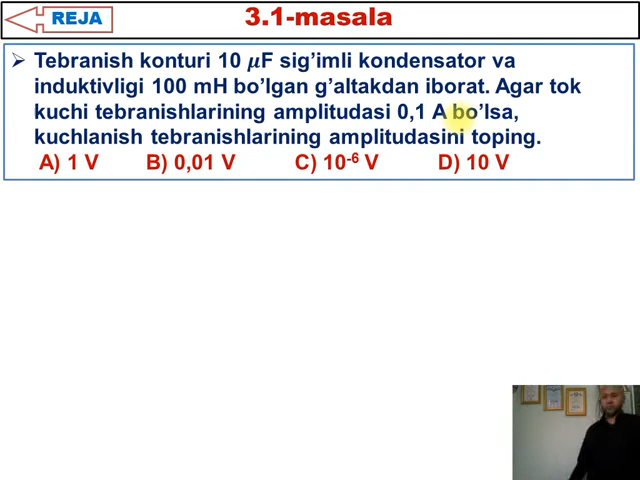 REJA
3.1-masala
➢ Tebranish konturi 10 𝝁F sig’imli kondensator va
induktivligi 100 mH bo’lgan g’altakdan iborat. Agar tok
kuchi tebranishlarining amplitudasi 0,1 A bo’lsa,
kuchlanish tebranishlarining amplitudasini toping.
A) 1 V B) 0,01 V C) 10⁻⁶ V D) 10 V